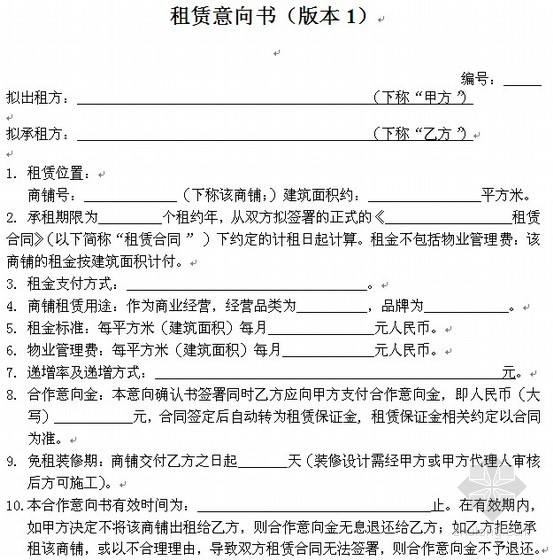 租赁意向书（版本 1）
编号：_____
拟出租方：____________________（下称“甲方”）
拟承租方：____________________（下称“乙方”）
1. 租赁位置：
商铺号：__________（下称该商铺;）建筑面积约：____________平方米。
2. 承租期限为_______个租约年，从双方拟签署的正式的《______________租赁
合同》（以下简称“租赁合同 ” ）下约定的计租日起计算。租金不包括物业管理费：该
商铺的租金按建筑面积计付。
3. 租金支付方式：__________________________。
4. 商铺租赁用途：作为商业经营，经营品类为________，品牌为_________。
5. 租金标准：每平方米（建筑面积）每月___________元人民币。
6. 物业管理费：每平方米（建筑面积）每月__________元人民币。
7. 递增率及递增方式：______________________________________元。
8. 合作意向金：本意向确认书签署同时乙方应向甲方支付合作意向金，即人民币（大
写）___________元，合同签定后自动转为租赁保证金, 租赁保证金相关约定以合同
为准。
9. 免租装修期：商铺交付乙方之日起______天（装修设计需经甲方或甲方代理人审核
后方可施工）。
10. 本合作意向书有效时间为：_________________________止。在有效期内，
如甲方决定不将该商铺出租给乙方，则合作意向金无息退还给乙方；如乙方拒绝承
租该商铺，或以不合理理由，导致双方租赁合同无法签署，则合作意向金不予退还。